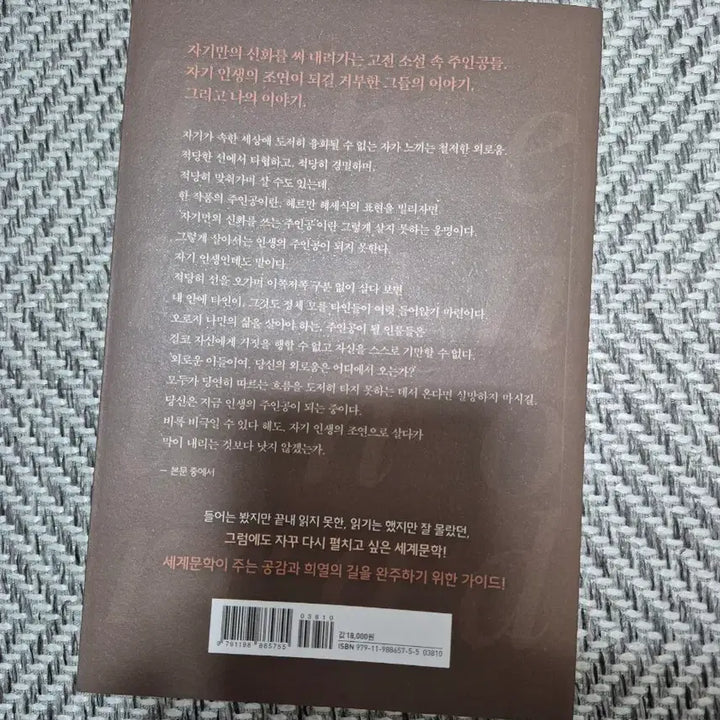 자기만의 신화를 써 내려가는 고전 소설 속 주인공들.
자기 인생의 조연이 되길 거부한 그들의 이야기,
그리고 나의 이야기.
자기가 속한 세상에 도저히 융화될 수 없는 자가 느끼는 철저한 외로움.
적당한 선에서 타협하고, 적당히 경멸하며,
적당히 맞춰가며 살 수도 있는데.
한 작품의 주인공이란, 헤르만 헤세식의 표현을 빌리자면
'자기만의 신화를 쓰는 주인공'이란 그렇게 살지 못하는 운명이다.
그렇게 살아서는 인생의 주인공이 되지 못한다.
자기 인생인데도 말이다.
적당히 선을 오가며 이쪽저쪽 구분 없이 살다 보면
내 안에 타인이, 그것도 정체 모를 타인들이 여럿 들어앉기 마련이다.
오로지 나만의 삶을 살아야 하는, 주인공이 될 인물들은
결코 자신에게 거짓을 행할 수 없고 자신을 스스로 기만할 수 없다.
'외로운 이들이여, 당신의 외로움은 어디에서 오는가?'
모두가 당연히 따르는 흐름을 도저히 타지 못하는 데서 온다면 실망하지 마시길.
당신은 지금 인생의 주인공이 되는 중이다.
비록 비극일 수 있다 해도, 자기 인생의 조연으로 살다가
막이 내리는 것보다 낫지 않겠는가.
— 본문 중에서
들어는 봤지만 끝내 읽지 못한, 읽기는 했지만 잘 몰랐던,
그럼에도 자꾸 다시 펼치고 싶은 세계문학!
세계문학이 주는 공감과 희열의 길을 완주하기 위한 가이드!
03810
9 791198 865755
값 18,000원
ISBN 979-11-988657-5-5 03810